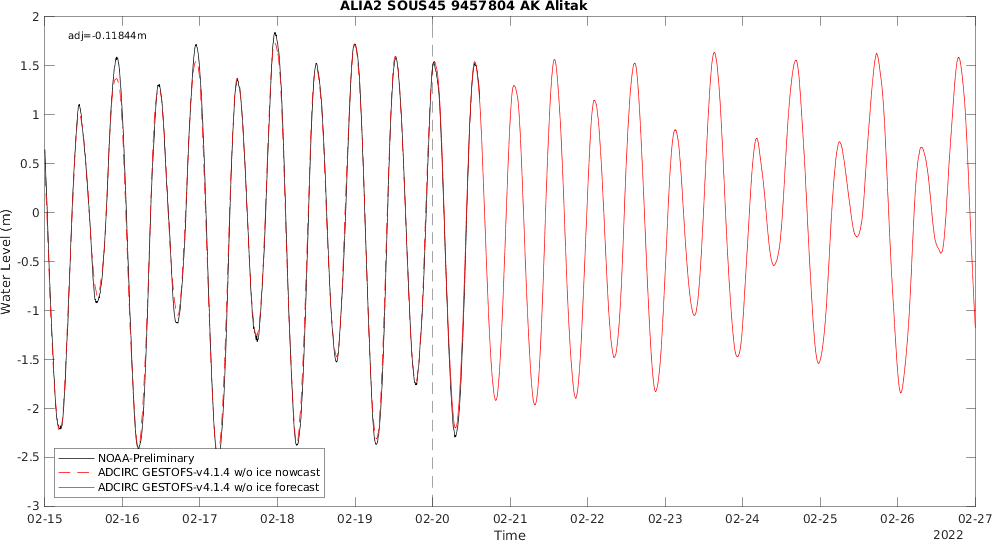 ALIA2 SOUS45 9457804 AK Alitak
adj=-0.11844m
2
1.5
1
0.5
0
-0.5
-1
-1.5
-2
-2.5
-3
Water Level (m)
NOAA-Preliminary
ADCIRC GESTOFS-v4.1.4 w/o ice nowcast
ADCIRC GESTOFS-v4.1.4 w/o ice forecast
02-15 02-16 02-17 02-18 02-19 02-20 02-21 02-22 02-23 02-24 02-25 02-26 02-27
Time
2022